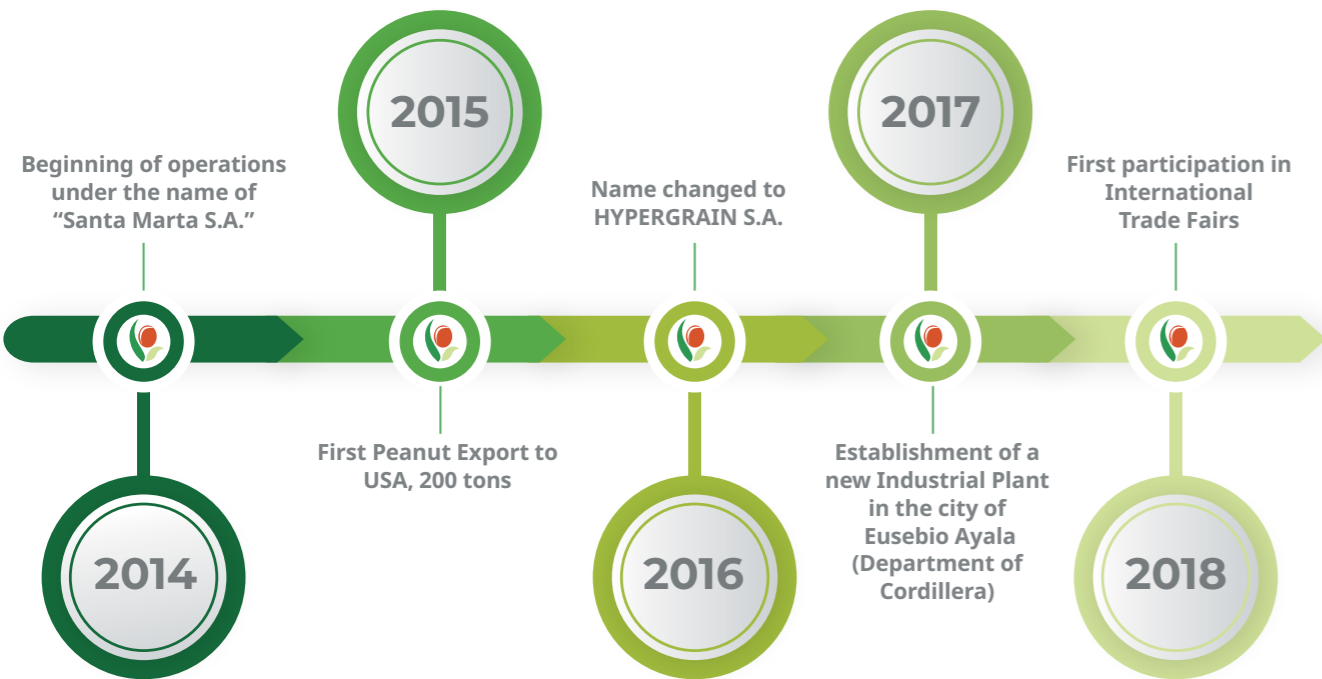 2014
Beginning of operations
under the name of
“Santa Marta S.A.”
2015
First Peanut Export to
USA, 200 tons
2016
Name changed to
HYPERGRAIN S.A.
2017
Establishment of a
new Industrial Plant
in the city of
Eusebio Ayala
(Department of
Cordillera)
2018
First participation in
International
Trade Fairs